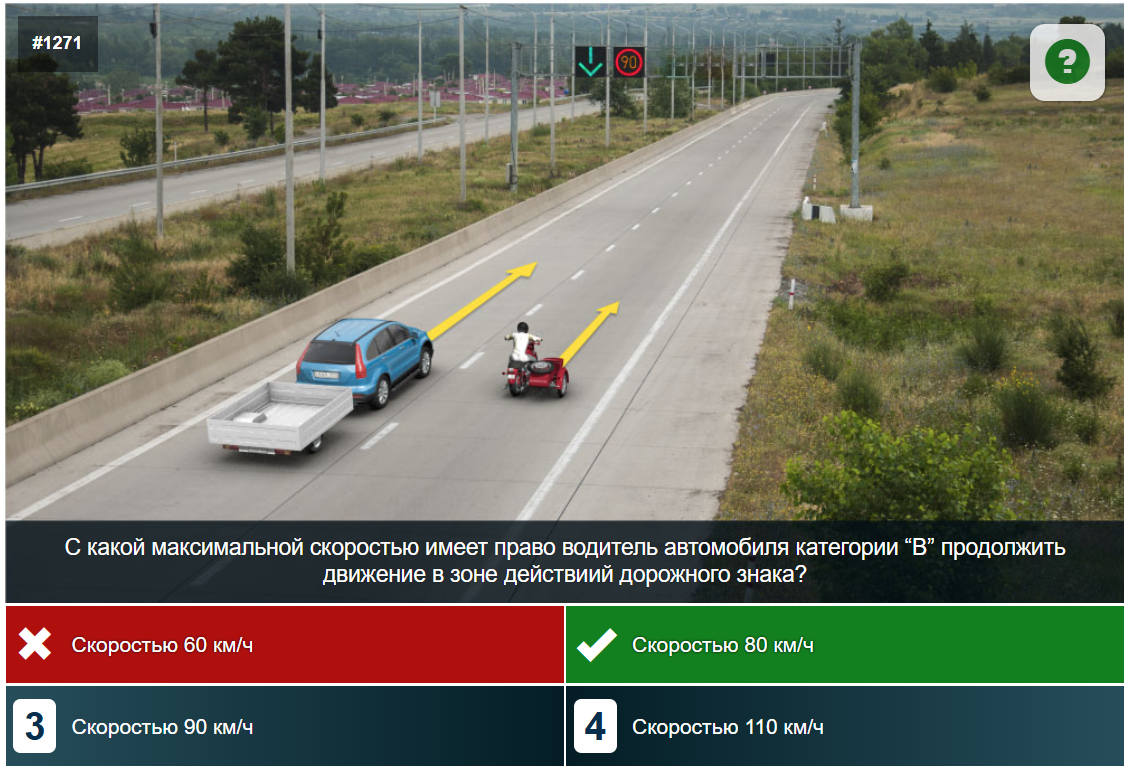 #1271
90
?
С какой максимальной скоростью имеет право водитель автомобиля категории “B” продолжить
движение в зоне действиий дорожного знака?
Скоростью 60 км/ч
Скоростью 80 км/ч
3 Скоростью 90 км/ч
4 Скоростью 110 км/ч